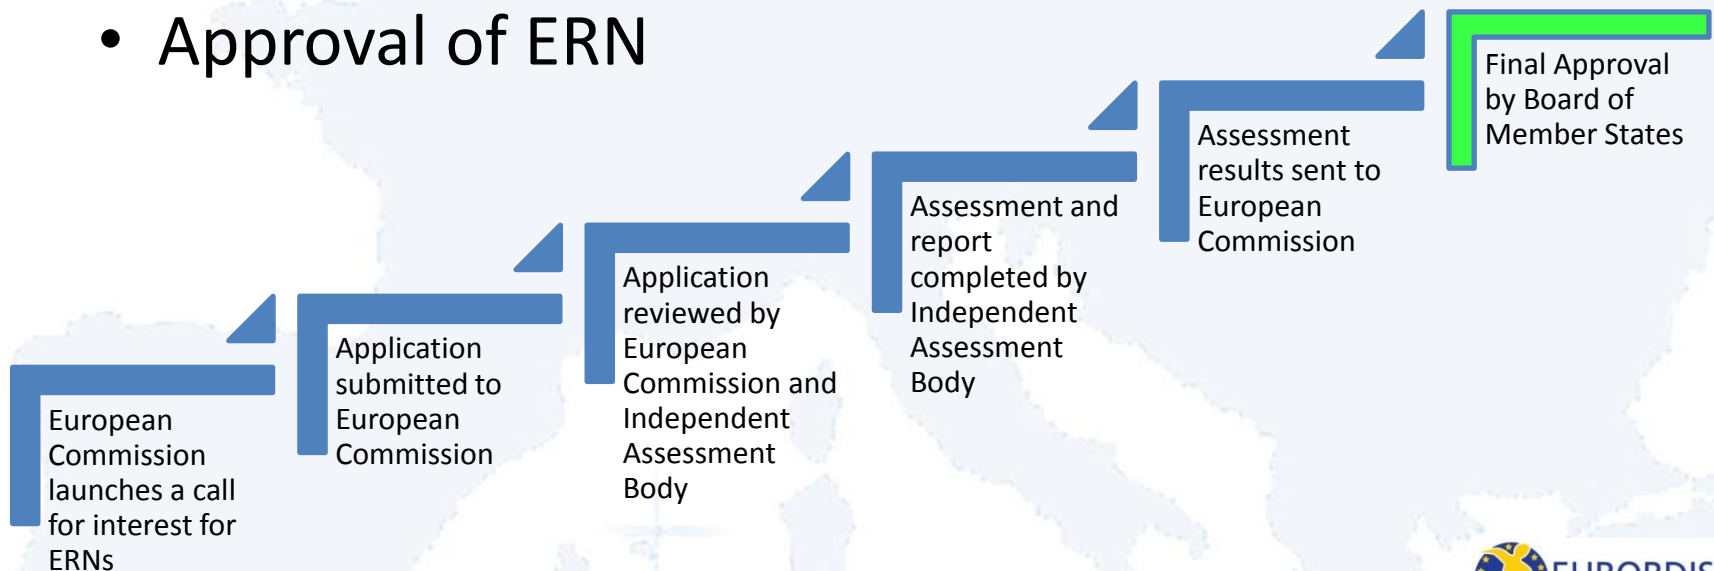 • Approval of ERN
European
Commission
launches a call
for interest for
ERNs
Application
submitted to
European
Commission
Application
reviewed by
European
Commission and
Independent
Assessment
Body
Assessment and
report
completed by
Independent
Assessment
Body
Assessment
results sent to
European
Commission
Final Approval
by Board of
Member States
EURORDIS